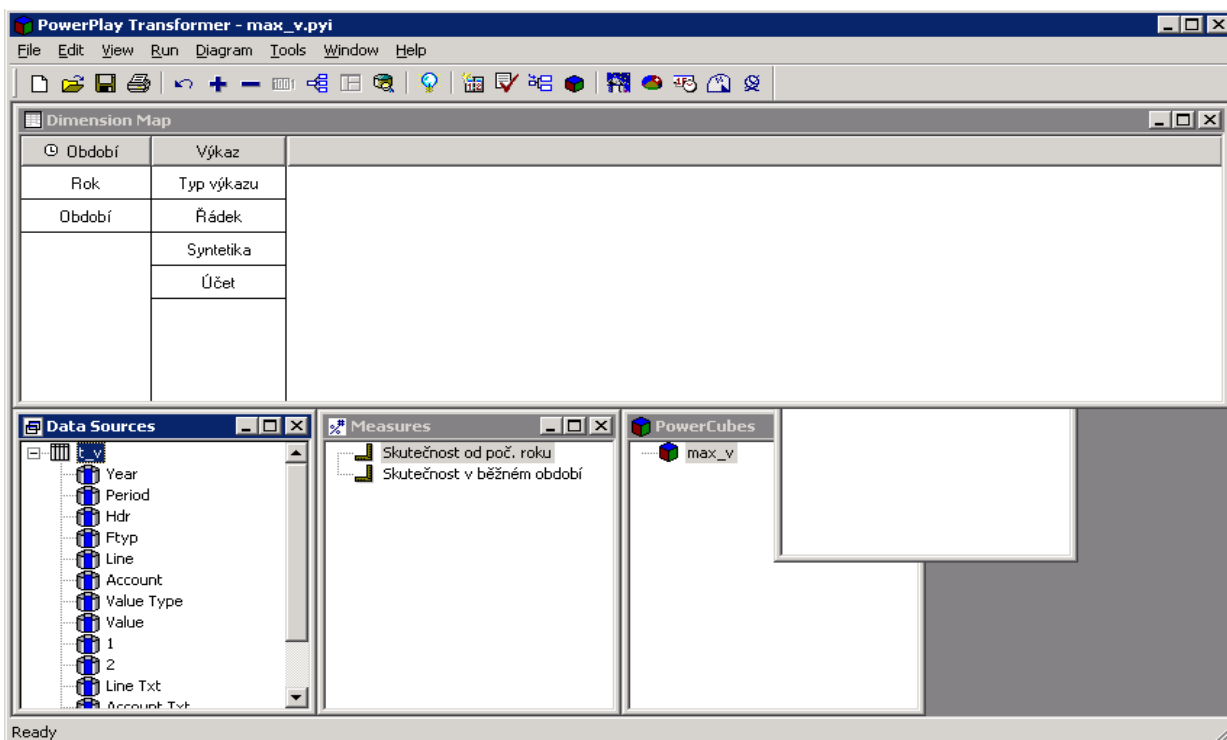 PowerPlay Transformer - max_v.pyi
File Edit View Run Diagram Tools Window Help
Dimension Map
Období Výkaz
Rok Typ výkazu
Období Řádek
Syntetika
Účet
Data Sources
t_v
Year
Period
Hdr
Ftyp
Line
Account
Value Type
Value
1
2
Line Txt
Account Txt
Measures
Skutečnost od poč. roku
Skutečnost v běžném období
PowerCubes
max_v
Ready